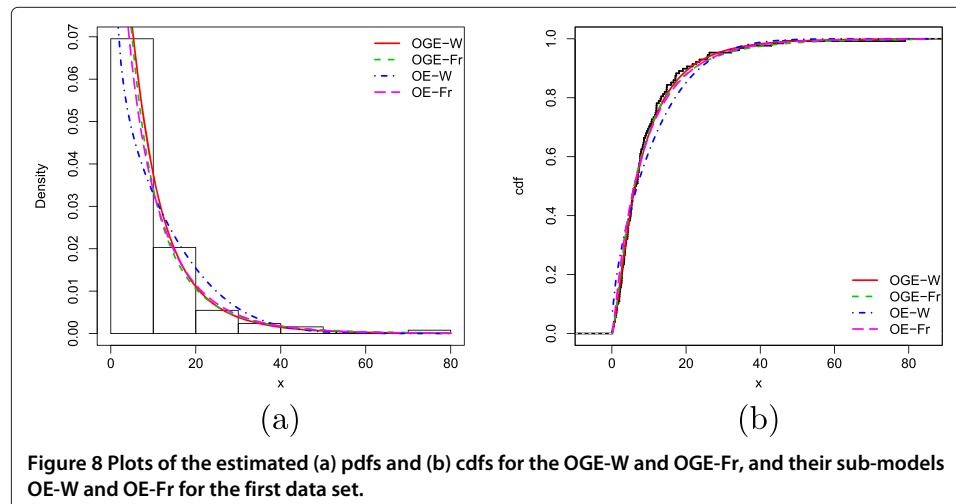 0.07
0.06
0.05
0.04
0.03
0.02
0.01
0.00
Density
0 20 40 60 80
x
OGE−W
OGE−Fr
OE−W
OE−Fr
(a)
1.0
0.8
0.6
0.4
0.2
0.0
cdf
0 20 40 60 80
x
OGE−W
OGE−Fr
OE−W
OE−Fr
(b)
Figure 8 Plots of the estimated (a) pdfs and (b) cdfs for the OGE-W and OGE-Fr, and their sub-models
OE-W and OE-Fr for the first data set.